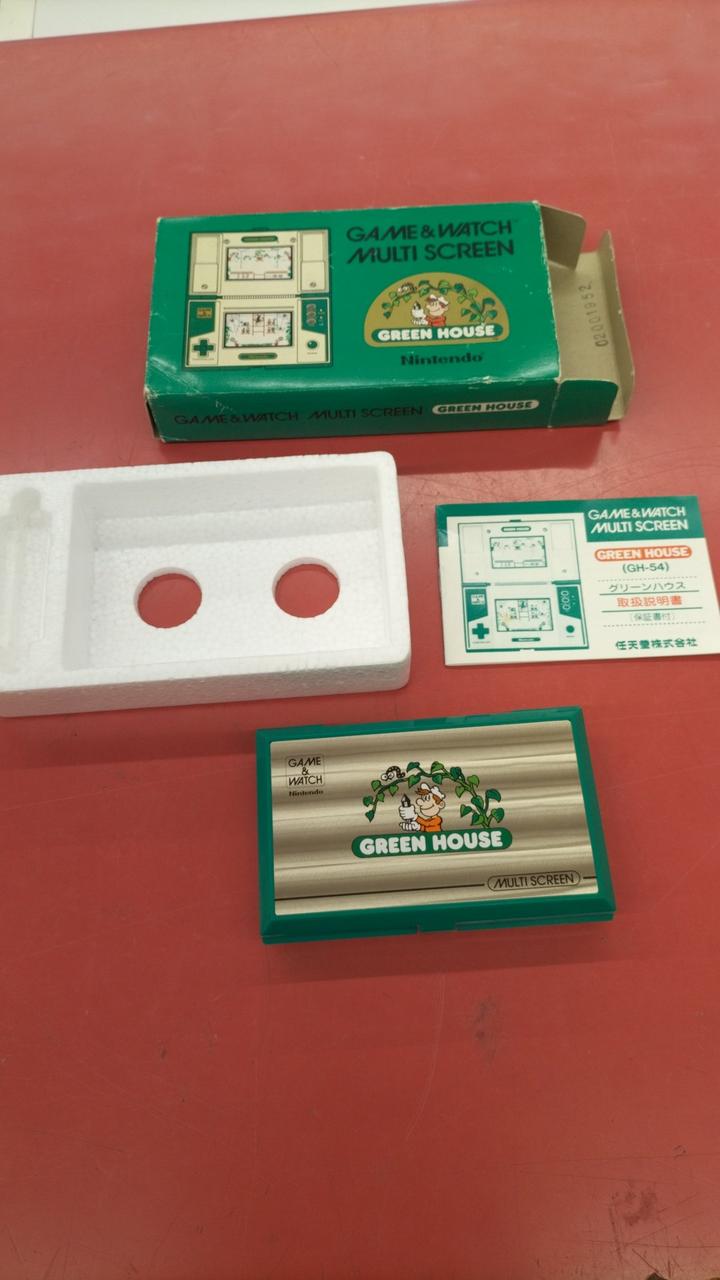 GAME & WATCH™
MULTI SCREEN
GREEN HOUSE
Nintendo®
GAME & WATCH MULTI SCREEN GREEN HOUSE
02001952
GAME & WATCH
MULTI SCREEN
GREEN HOUSE
(GH-54)
グリーンハウス
取扱説明書
(保証書付)
任天堂株式会社
GAME
&
WATCH
Nintendo
GREEN HOUSE
MULTI SCREEN